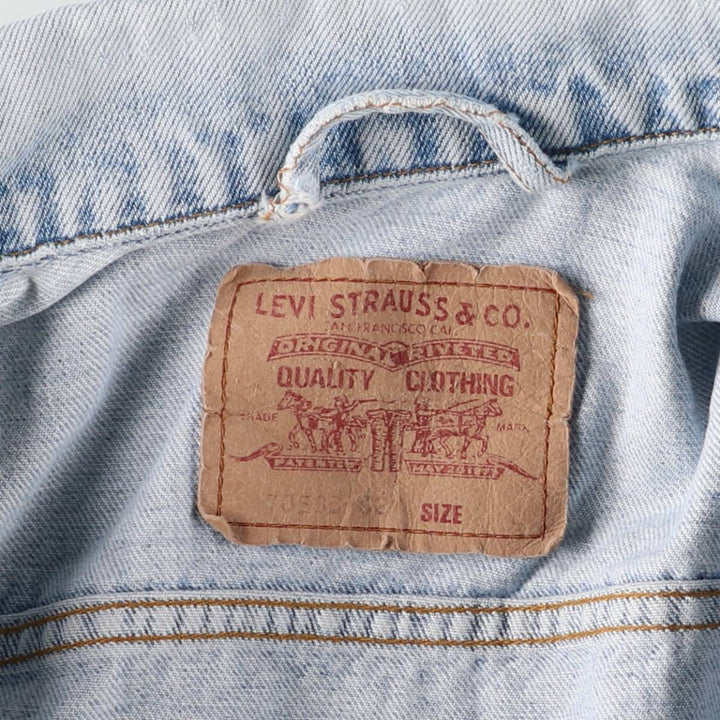 LEVI STRAUSS & CO.
SAN FRANCISCO CAL
ORIGINAL RIVETED
QUALITY CLOTHING
TRADE MARK
PATENTED MAY 20 1873
SIZE